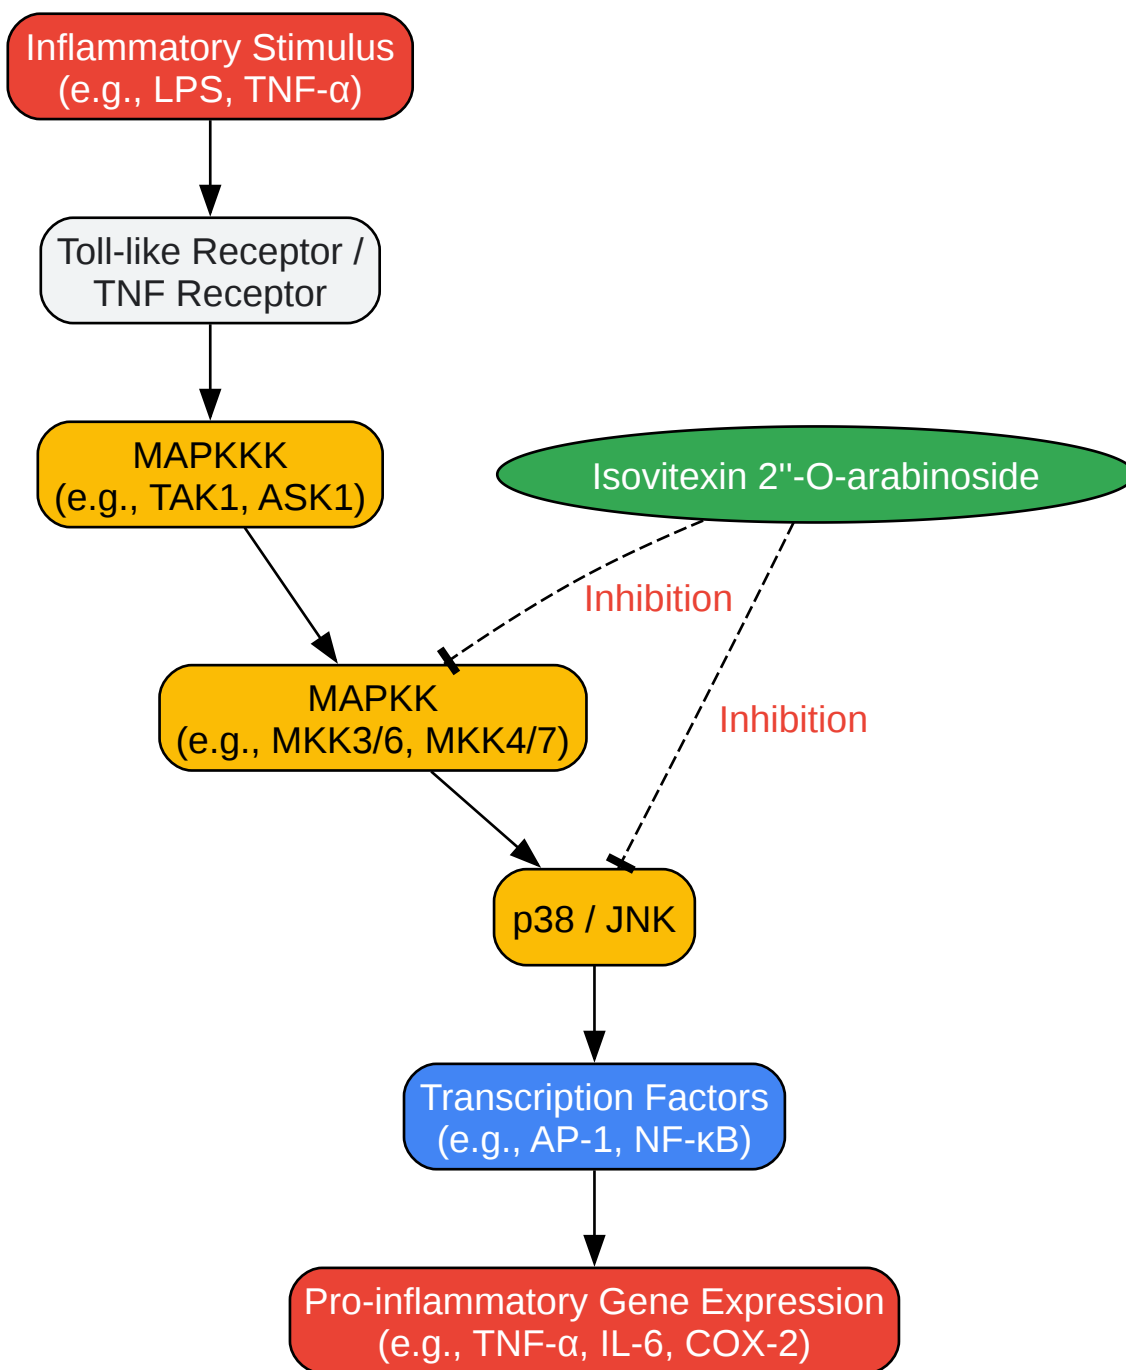 Inflammatory Stimulus
(e.g., LPS, TNF-α)
Toll-like Receptor /
TNF Receptor
MAPKKK
(e.g., TAK1, ASK1)
Isovitexin 2''-O-arabinoside
Inhibition
MAPKK
(e.g., MKK3/6, MKK4/7)
Inhibition
p38 / JNK
Transcription Factors
(e.g., AP-1, NF-κB)
Pro-inflammatory Gene Expression
(e.g., TNF-α, IL-6, COX-2)